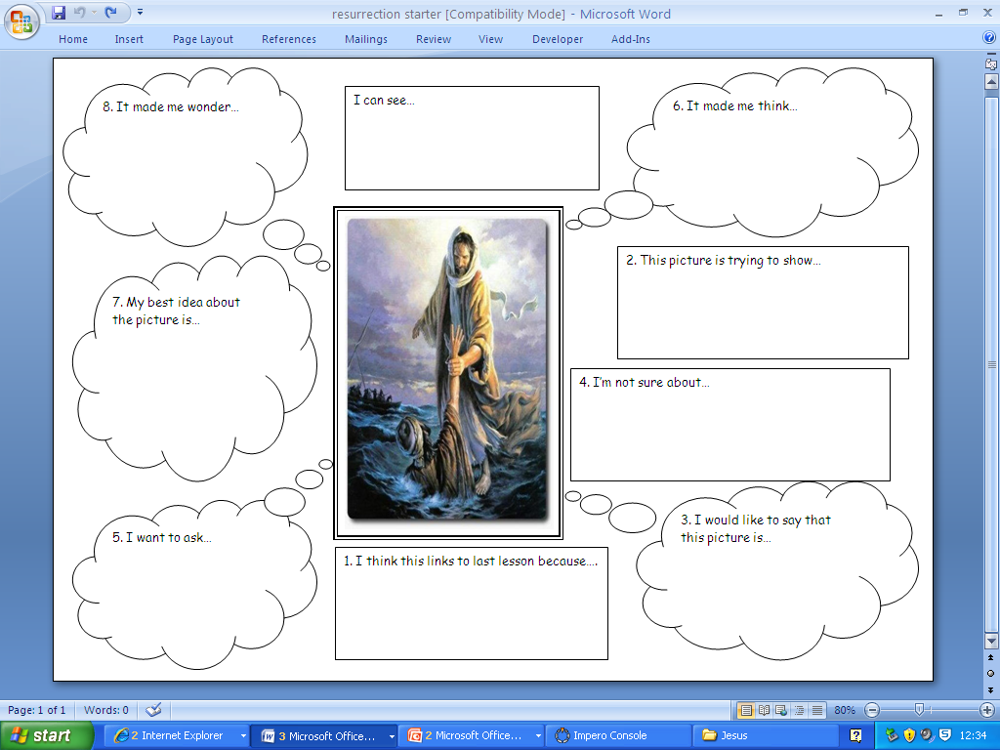 resurrection starter [Compatibility Mode] - Microsoft Word
Home Insert Page Layout References Mailings Review View Developer Add-Ins
8. It made me wonder...
I can see...
6. It made me think...
2. This picture is trying to show...
7. My best idea about
the picture is...
4. I'm not sure about...
5. I want to ask...
3. I would like to say that
this picture is...
1. I think this links to last lesson because....
Page: 1 of 1 Words: 0 80%
start 2 Internet Explorer 3 Microsoft Office... 2 Microsoft Office... Impero Console Jesus 12:34